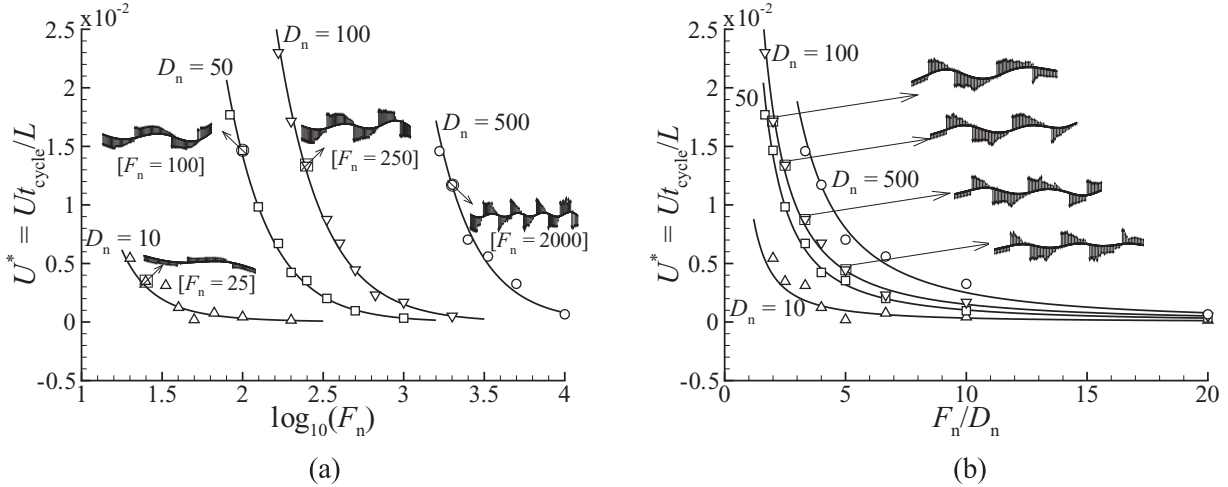 x10⁻²
2.5
2
1.5
1
0.5
0
-0.5
U* = Ut_cycle/L
D_n = 100
D_n = 50
D_n = 500
D_n = 10
[F_n = 100]
[F_n = 250]
[F_n = 2000]
[F_n = 25]
1 1.5 2 2.5 3 3.5 4
log₁₀(F_n)
(a)
x10⁻²
2.5
2
1.5
1
0.5
0
-0.5
U* = Ut_cycle/L
D_n = 100
50
D_n = 500
D_n = 10
0 5 10 15 20
F_n/D_n
(b)